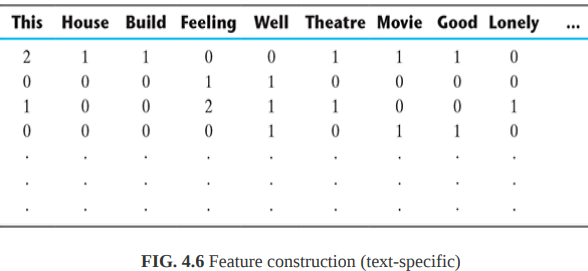 This House Build Feeling Well Theatre Movie Good Lonely ...
2 1 1 0 0 1 1 1 0
0 0 0 1 1 0 0 0 0
1 0 0 2 1 1 0 0 1
0 0 0 0 1 0 1 1 0
. . . . . . . . .
. . . . . . . . .
. . . . . . . . .
FIG. 4.6 Feature construction (text-specific)